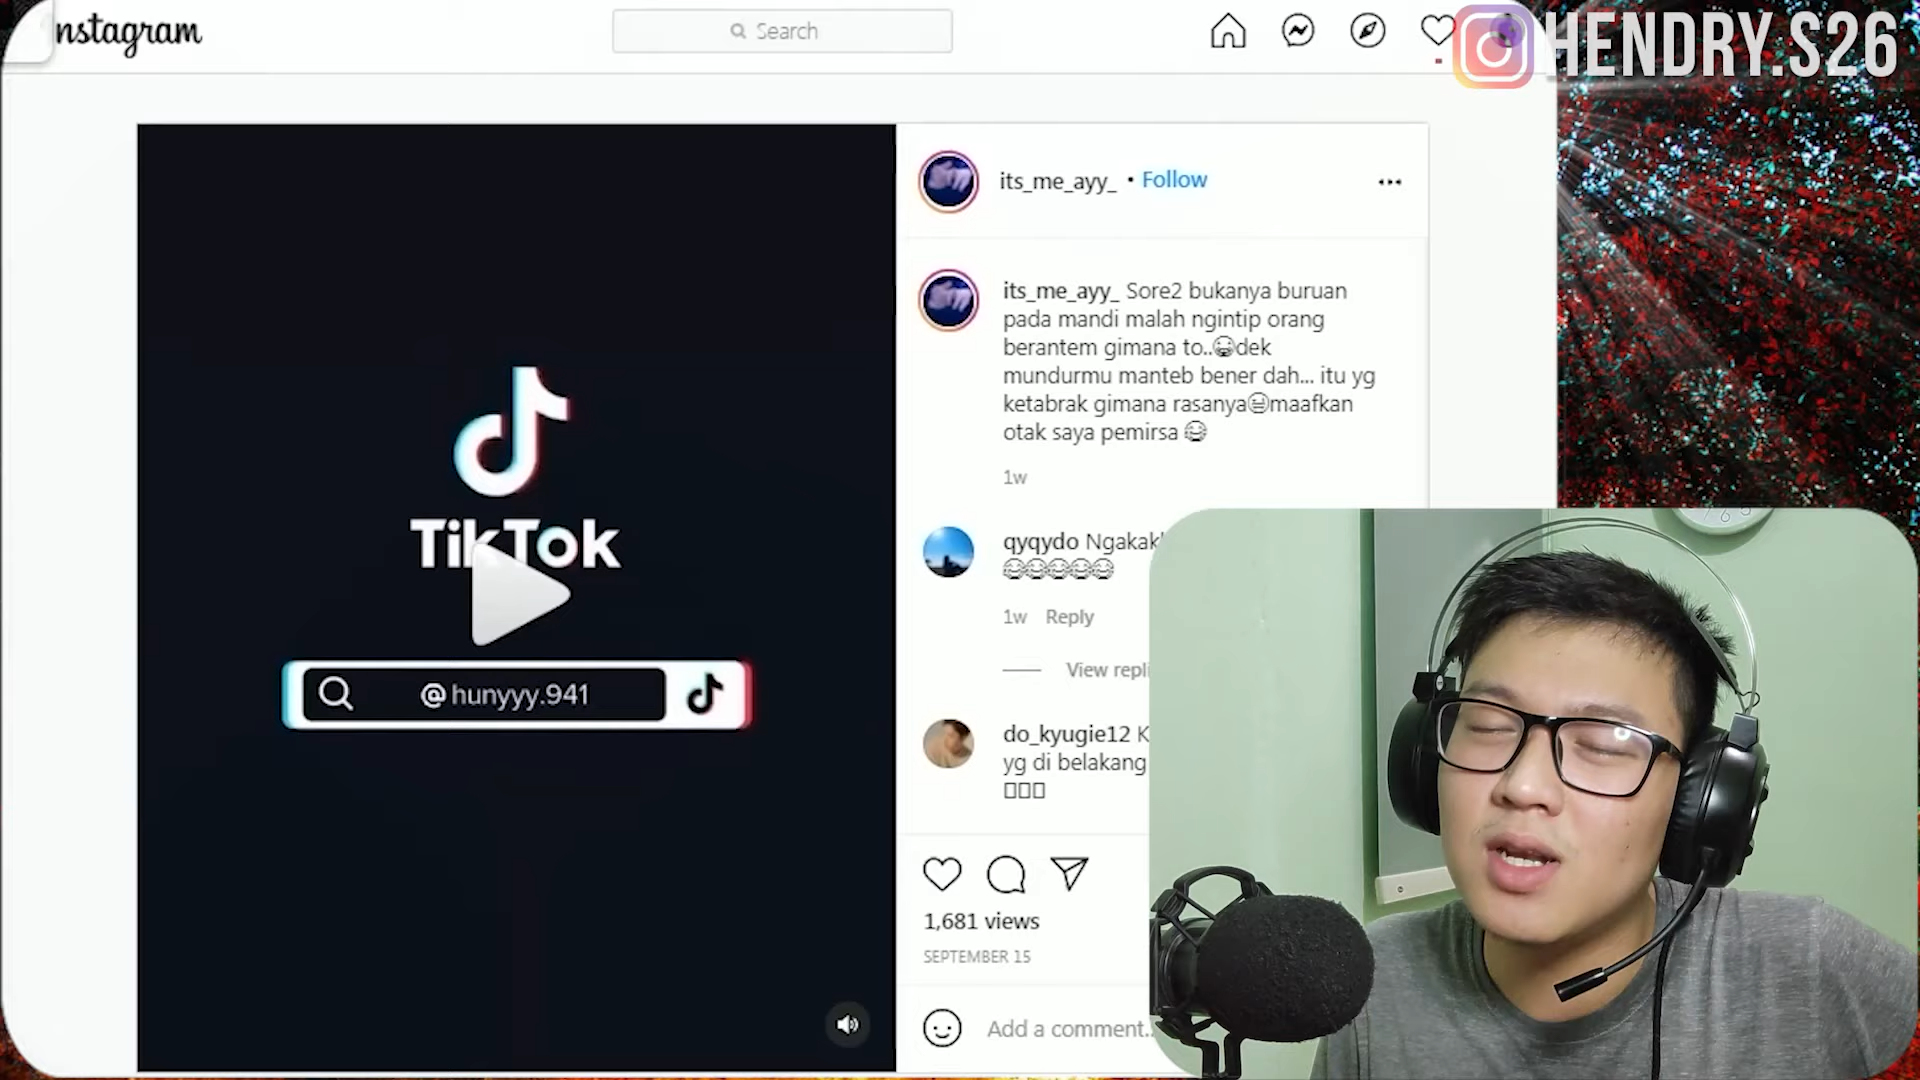 Instagram
Search
HENDRY.S26
its_me_ayy_ • Follow
its_me_ayy_ Sore2 bukanya buruan
pada mandi malah ngintip orang
berantem gimana to..😂dek
mundurmu manteb bener dah... itu yg
ketabrak gimana rasanya😆maafkan
otak saya pemirsa 😂
1w
qyqydo Ngakak
😂😂😂😂😂
1w Reply
View repli
do_kyugie12 K
yg di belakang
TikTok
@hunyyy.941
1,681 views
SEPTEMBER 15
Add a comment..